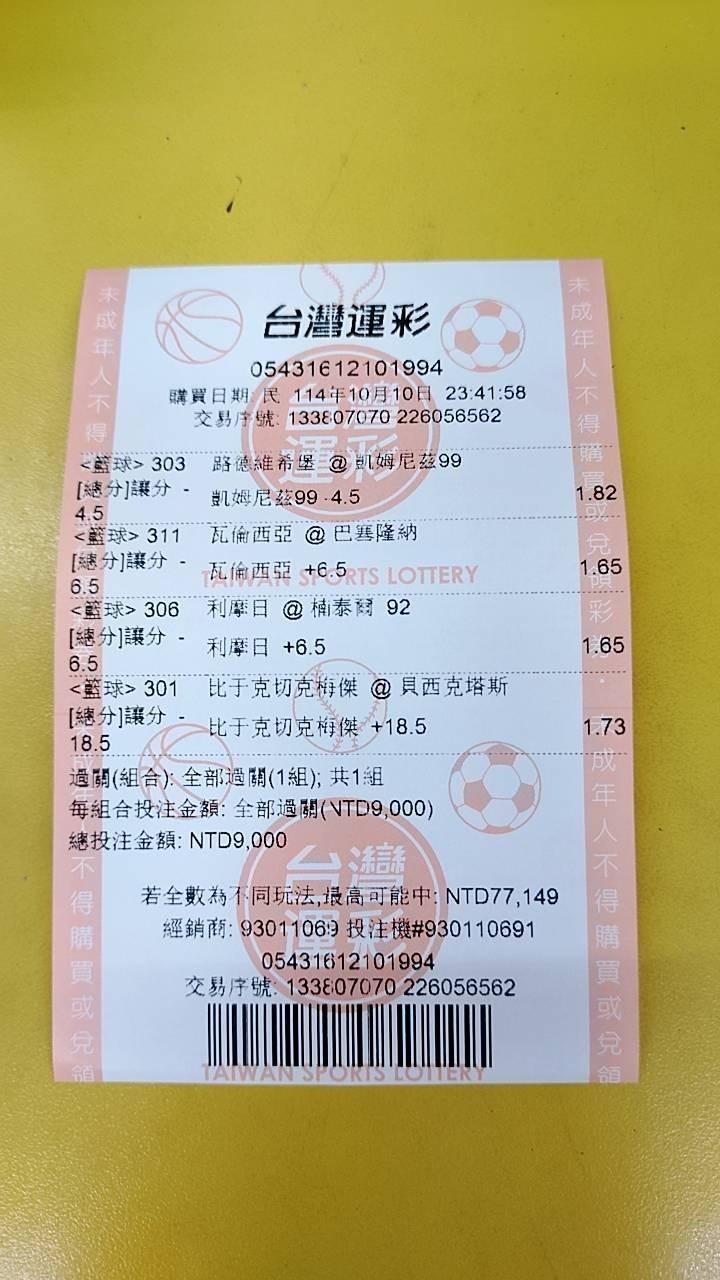 台灣運彩
05431612101994
購買日期: 民 114年10月10日 23:41:58
交易序號: 133807070 226056562
<籃球> 303 路德維希堡 @ 凱姆尼茲99
[總分]讓分 - 4.5 凱姆尼茲99 -4.5 1.82
<籃球> 311 瓦倫西亞 @ 巴塞隆納
[總分]讓分 - 6.5 瓦倫西亞 +6.5 1.65
TAIWAN SPORTS LOTTERY
<籃球> 306 利摩日 @ 楠泰爾 92
[總分]讓分 - 6.5 利摩日 +6.5 1.65
<籃球> 301 比于克切克梅傑 @ 貝西克塔斯
[總分]讓分 - 18.5 比于克切克梅傑 +18.5 1.73
過關(組合): 全部過關(1組); 共1組
每組合投注金額: 全部過關(NTD9,000)
總投注金額: NTD9,000
台灣運彩
若全數為不同玩法,最高可能中: NTD77,149
經銷商: 93011069 投注機#930110691
05431612101994
交易序號: 133807070 226056562
TAIWAN SPORTS LOTTERY
未成年人不得購買或兌領彩券